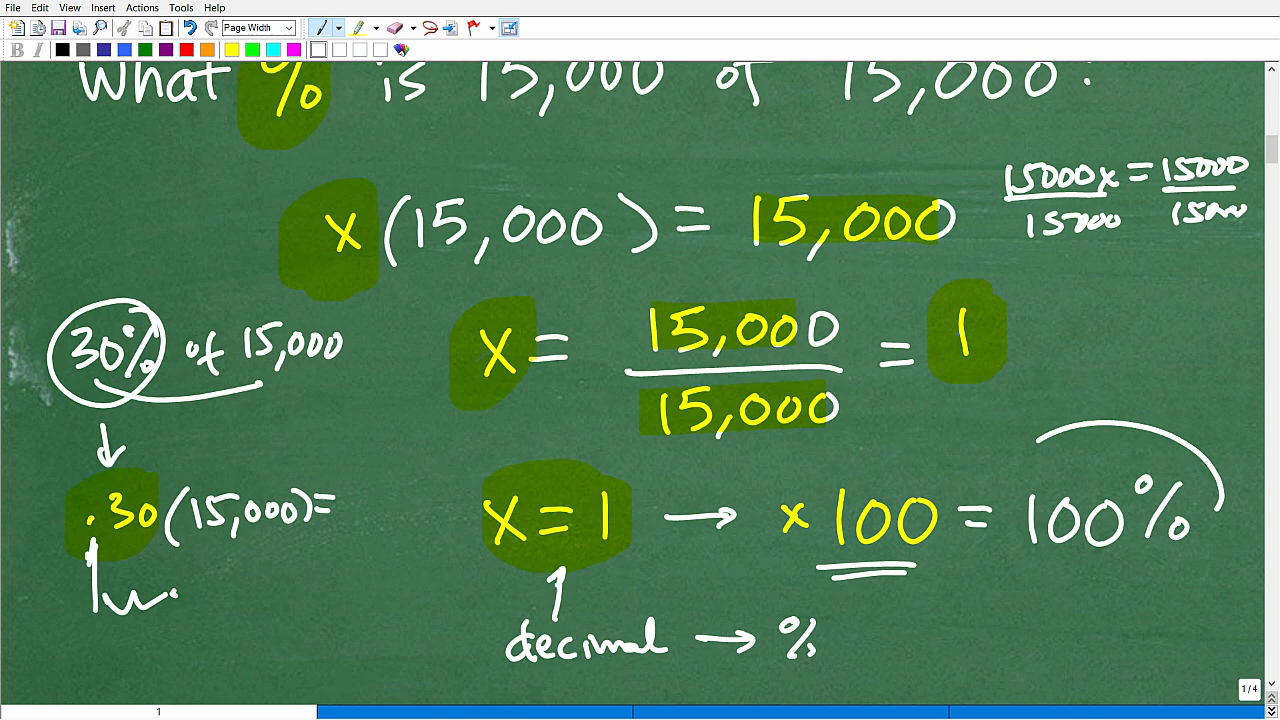 File Edit View Insert Actions Tools Help
Page Width
B I
What % is 15,000 of 15,000?
15000x = 15000
15000 15000
x(15,000) = 15,000
30% of 15,000
x = 15,000 = 1
15,000
.30(15,000)=
x = 1 → x 100 = 100%
decimal → %
1/4
1